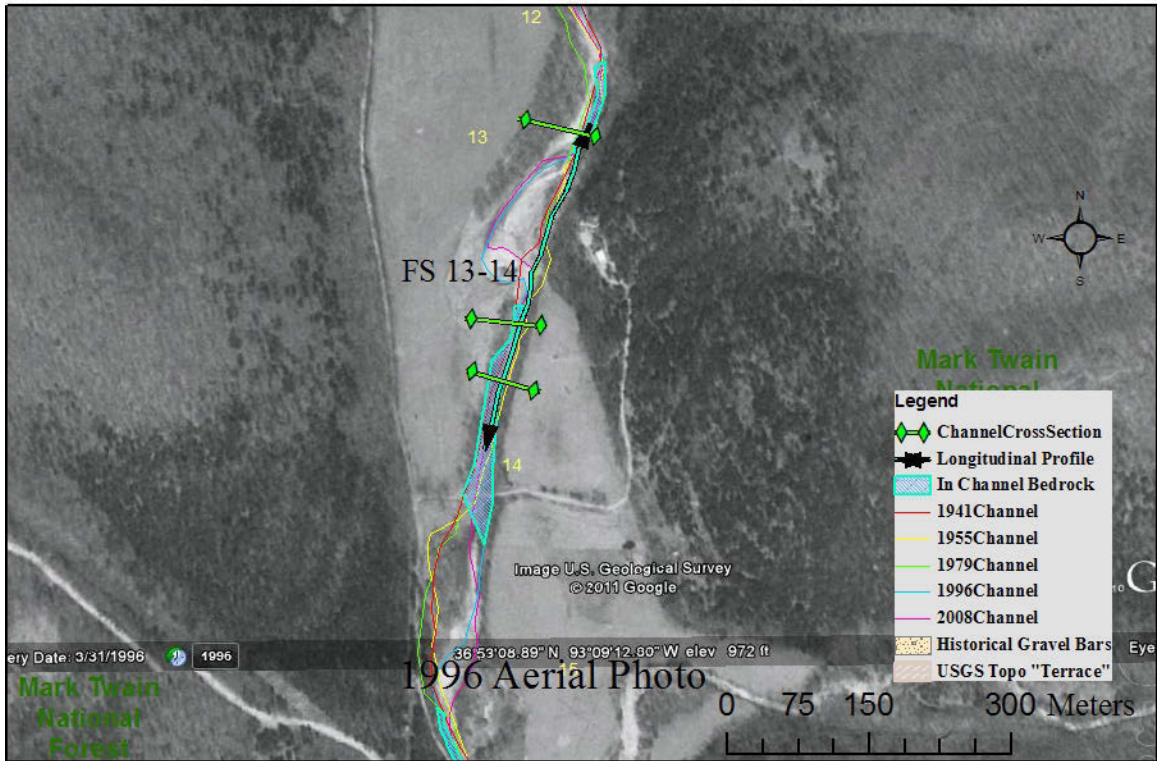 12
13
N
W
E
S
FS 13-14
Mark Twain
National
Legend
ChannelCrossSection
Longitudinal Profile
In Channel Bedrock
1941Channel
1955Channel
1979Channel
1996Channel
2008Channel
Historical Gravel Bars
USGS Topo "Terrace"
14
Image U.S. Geological Survey
© 2011 Google
G
ery Date: 3/31/1996
1996
36°53'08.89" N 93°09'12.80" W elev 972 ft
Eye
15
1996 Aerial Photo
Mark Twain
National
Forest
0 75 150 300 Meters